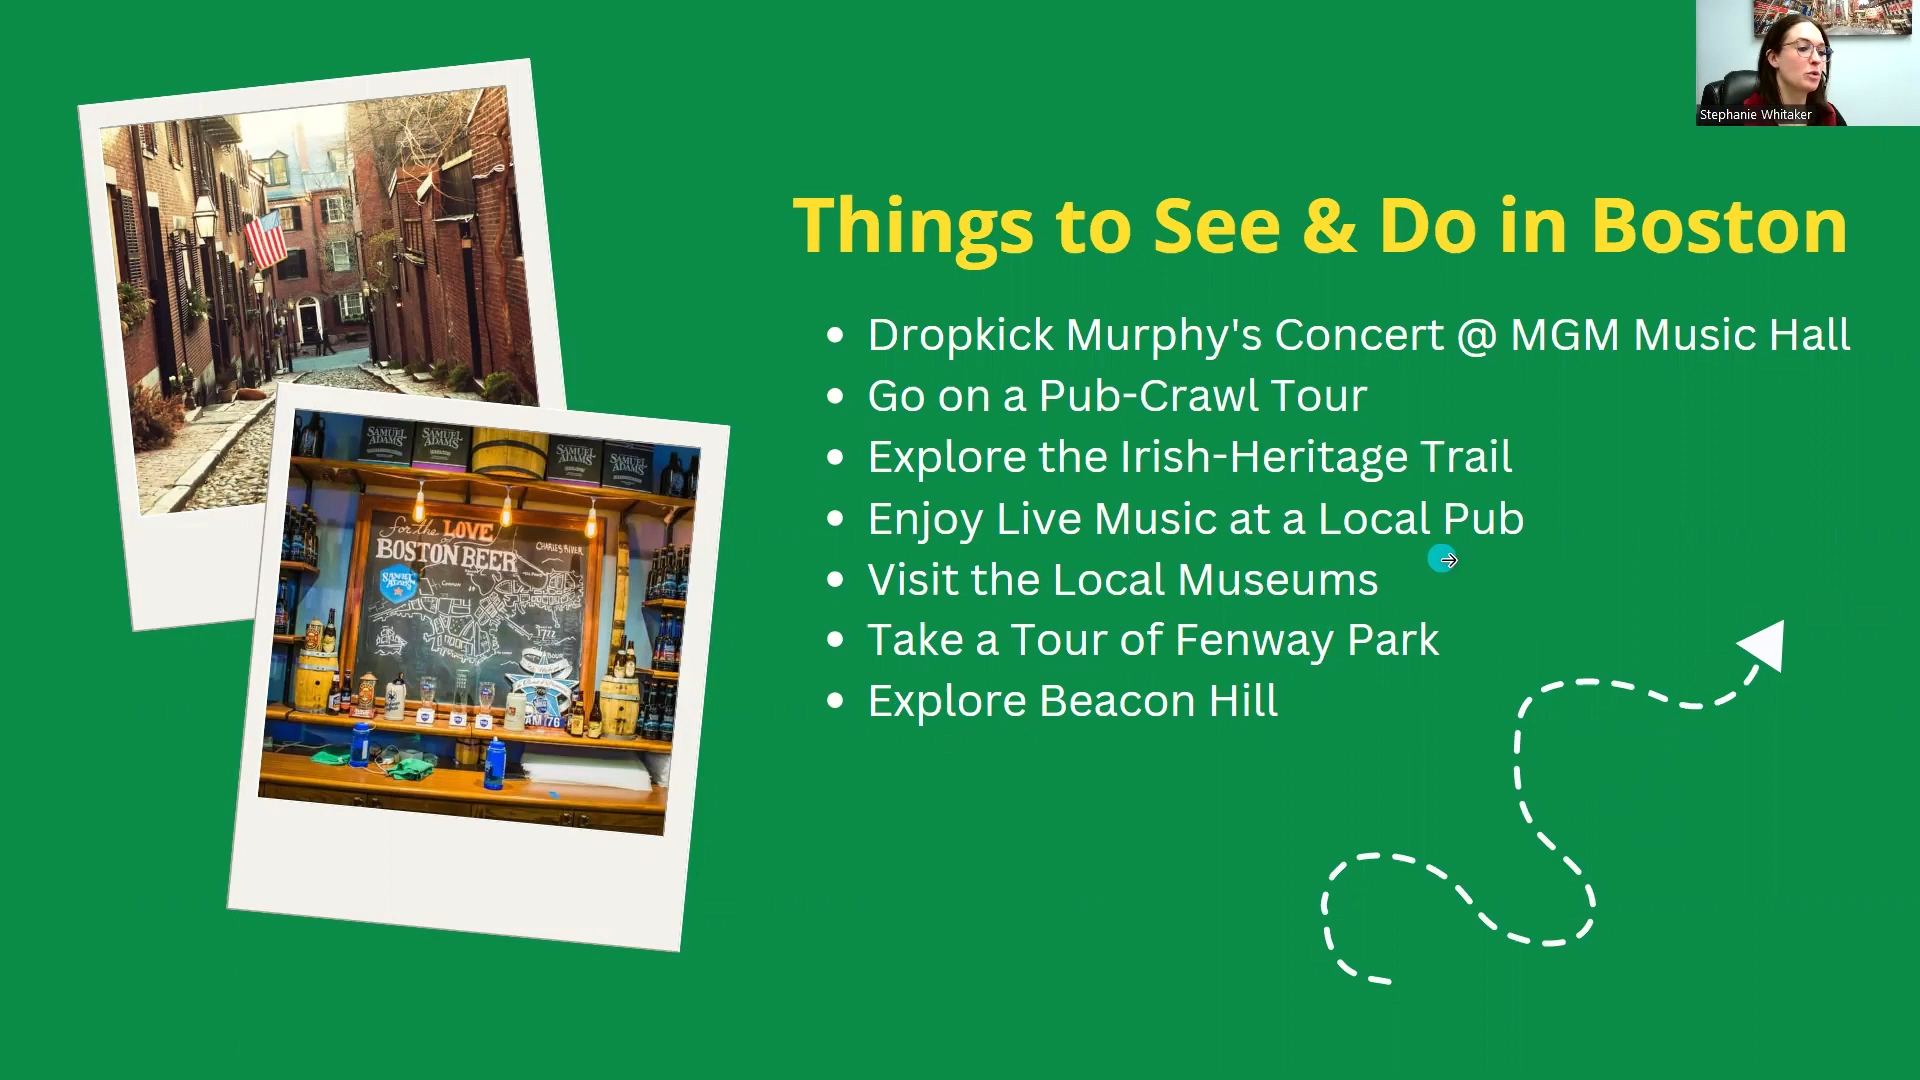 Stephanie Whitaker
Things to See & Do in Boston
Dropkick Murphy's Concert @ MGM Music Hall
Go on a Pub-Crawl Tour
Explore the Irish-Heritage Trail
Enjoy Live Music at a Local Pub
Visit the Local Museums
Take a Tour of Fenway Park
Explore Beacon Hill
SAMUEL ADAMS
SAMUEL ADAMS
SAMUEL ADAMS
SAMUEL ADAMS
for the LOVE
of
BOSTON BEER
CHARLES RIVER
SAMUEL ADAMS
Common